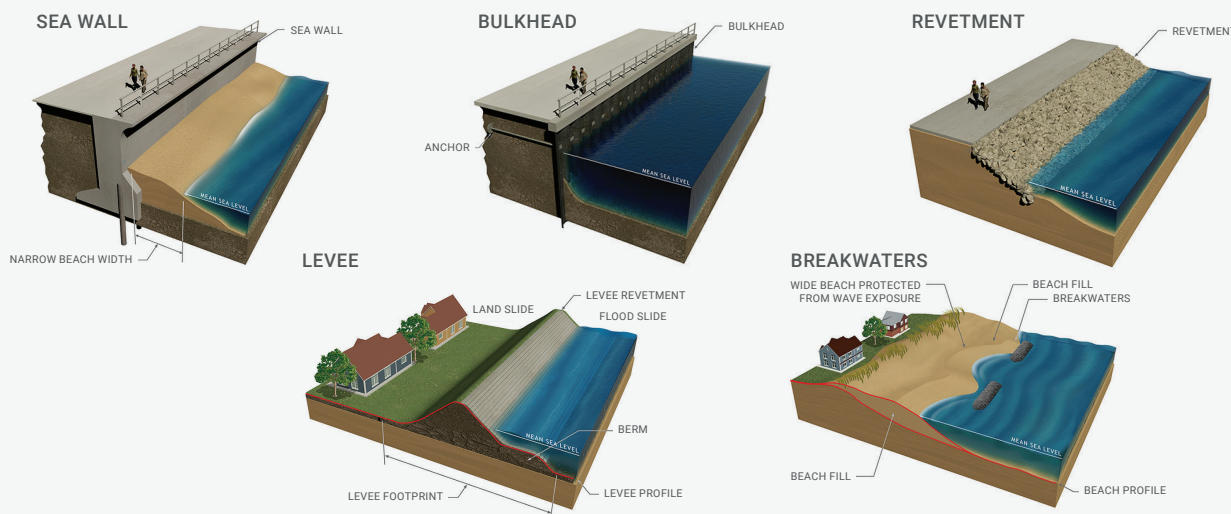 SEA WALL
SEA WALL
MEAN SEA LEVEL
NARROW BEACH WIDTH
BULKHEAD
BULKHEAD
ANCHOR
MEAN SEA LEVEL
REVETMENT
REVETMENT
MEAN SEA LEVEL
LEVEE
LAND SLIDE
LEVEE REVETMENT
FLOOD SLIDE
MEAN SEA LEVEL
BERM
LEVEE FOOTPRINT
LEVEE PROFILE
BREAKWATERS
WIDE BEACH PROTECTED
FROM WAVE EXPOSURE
BEACH FILL
BREAKWATERS
MEAN SEA LEVEL
BEACH FILL
BEACH PROFILE